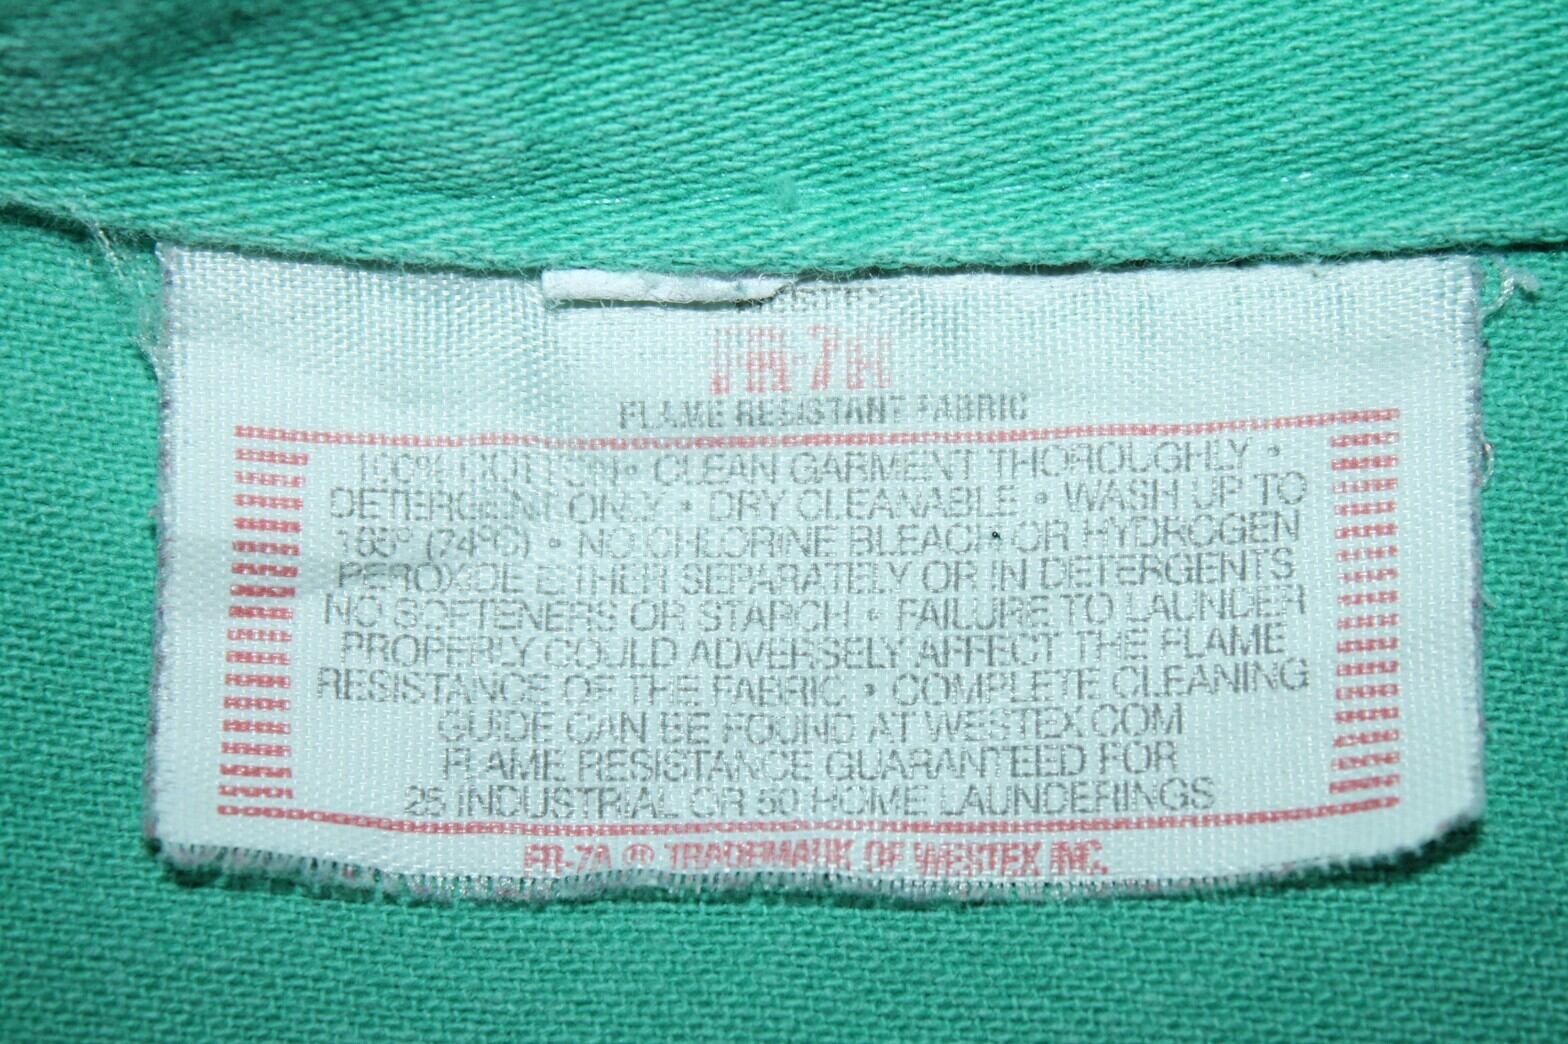 FR-7A
FLAME RESISTANT FABRIC
100% COTTON • CLEAN GARMENT THOROUGHLY •
DETERGENT ONLY • DRY CLEANABLE • WASH UP TO
165° (74°C) • NO CHLORINE BLEACH OR HYDROGEN
PEROXIDE EITHER SEPARATELY OR IN DETERGENTS
NO SOFTENERS OR STARCH • FAILURE TO LAUNDER
PROPERLY COULD ADVERSELY AFFECT THE FLAME
RESISTANCE OF THE FABRIC • COMPLETE CLEANING
GUIDE CAN BE FOUND AT WESTEX.COM
FLAME RESISTANCE GUARANTEED FOR
25 INDUSTRIAL OR 50 HOME LAUNDERINGS
FR-7A ® TRADEMARK OF WESTEX INC.